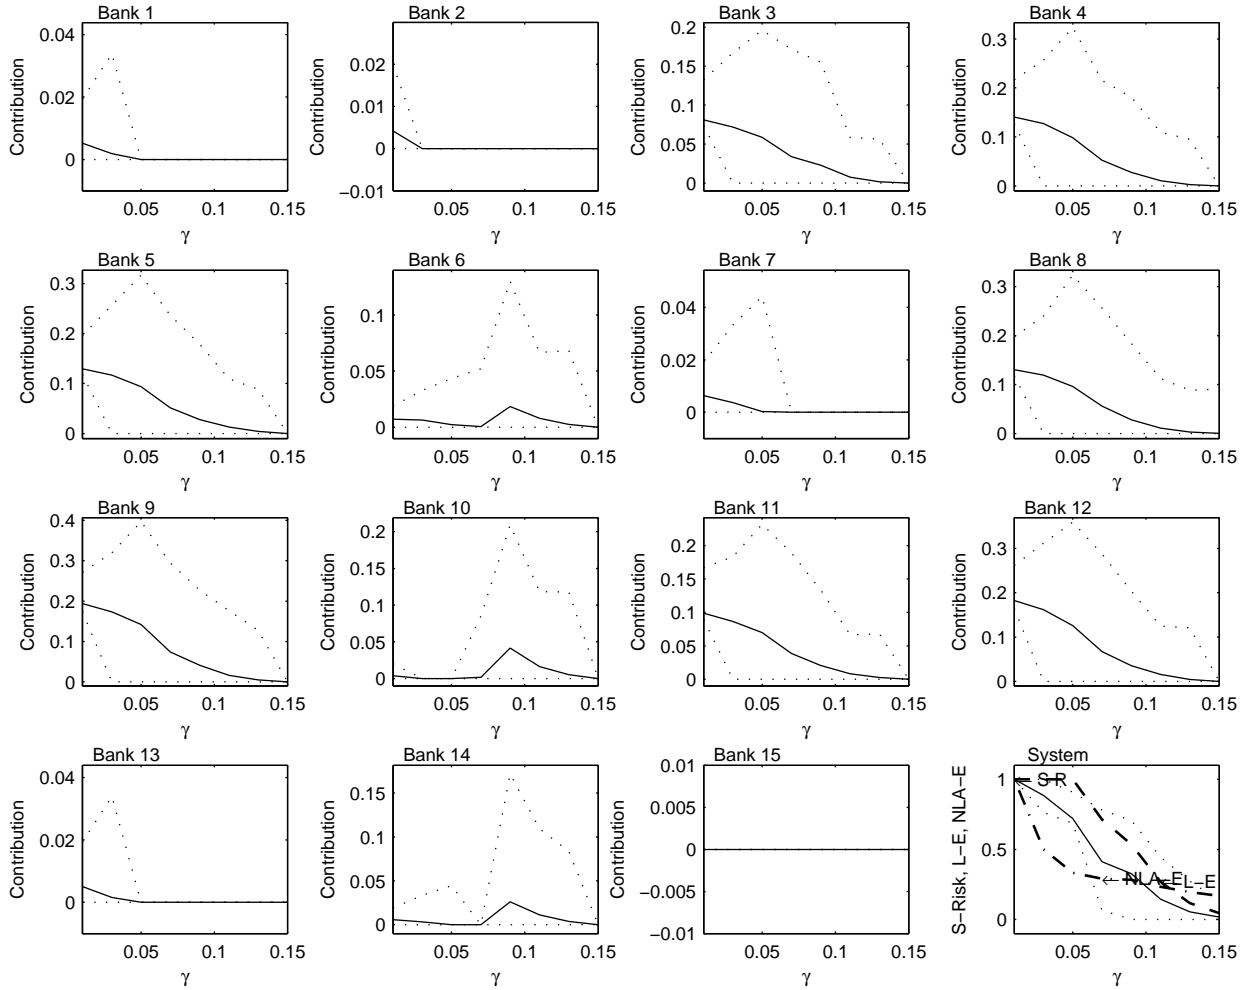 Bank 1
Contribution
0.04
0.02
0
0.05
0.1
0.15
γ
Bank 2
Contribution
0.02
0.01
0
−0.01
0.05
0.1
0.15
γ
Bank 3
Contribution
0.2
0.15
0.1
0.05
0
0.05
0.1
0.15
γ
Bank 4
Contribution
0.3
0.2
0.1
0
0.05
0.1
0.15
γ
Bank 5
Contribution
0.3
0.2
0.1
0
0.05
0.1
0.15
γ
Bank 6
Contribution
0.1
0.05
0
0.05
0.1
0.15
γ
Bank 7
Contribution
0.04
0.02
0
0.05
0.1
0.15
γ
Bank 8
Contribution
0.3
0.2
0.1
0
0.05
0.1
0.15
γ
Bank 9
Contribution
0.4
0.3
0.2
0.1
0
0.05
0.1
0.15
γ
Bank 10
Contribution
0.2
0.15
0.1
0.05
0
0.05
0.1
0.15
γ
Bank 11
Contribution
0.2
0.15
0.1
0.05
0
0.05
0.1
0.15
γ
Bank 12
Contribution
0.3
0.2
0.1
0
0.05
0.1
0.15
γ
Bank 13
Contribution
0.04
0.02
0
0.05
0.1
0.15
γ
Bank 14
Contribution
0.15
0.1
0.05
0
0.05
0.1
0.15
γ
Bank 15
Contribution
0.01
0.005
0
−0.005
−0.01
0.05
0.1
0.15
γ
System
S−Risk, L−E, NLA−E
1
0.5
0
← S−R
← NLA−E
← L−E
0.05
0.1
0.15
γ